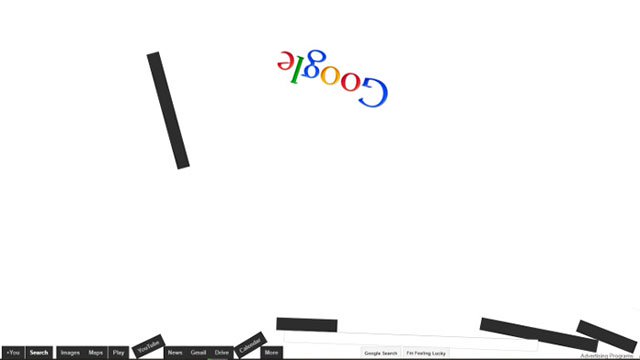 Google
+You Search Images Maps Play YouTube News Gmail Drive Calendar More
Google Search I'm Feeling Lucky
Advertising Programs